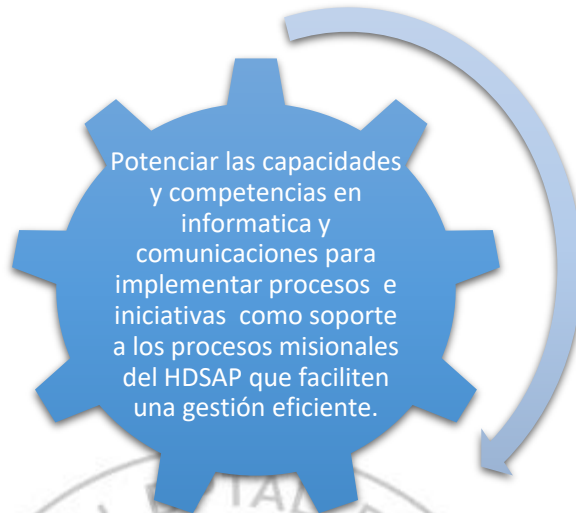 Potenciar las capacidades
y competencias en
informatica y
comunicaciones para
implementar procesos e
iniciativas como soporte
a los procesos misionales
del HDSAP que faciliten
una gestión eficiente.